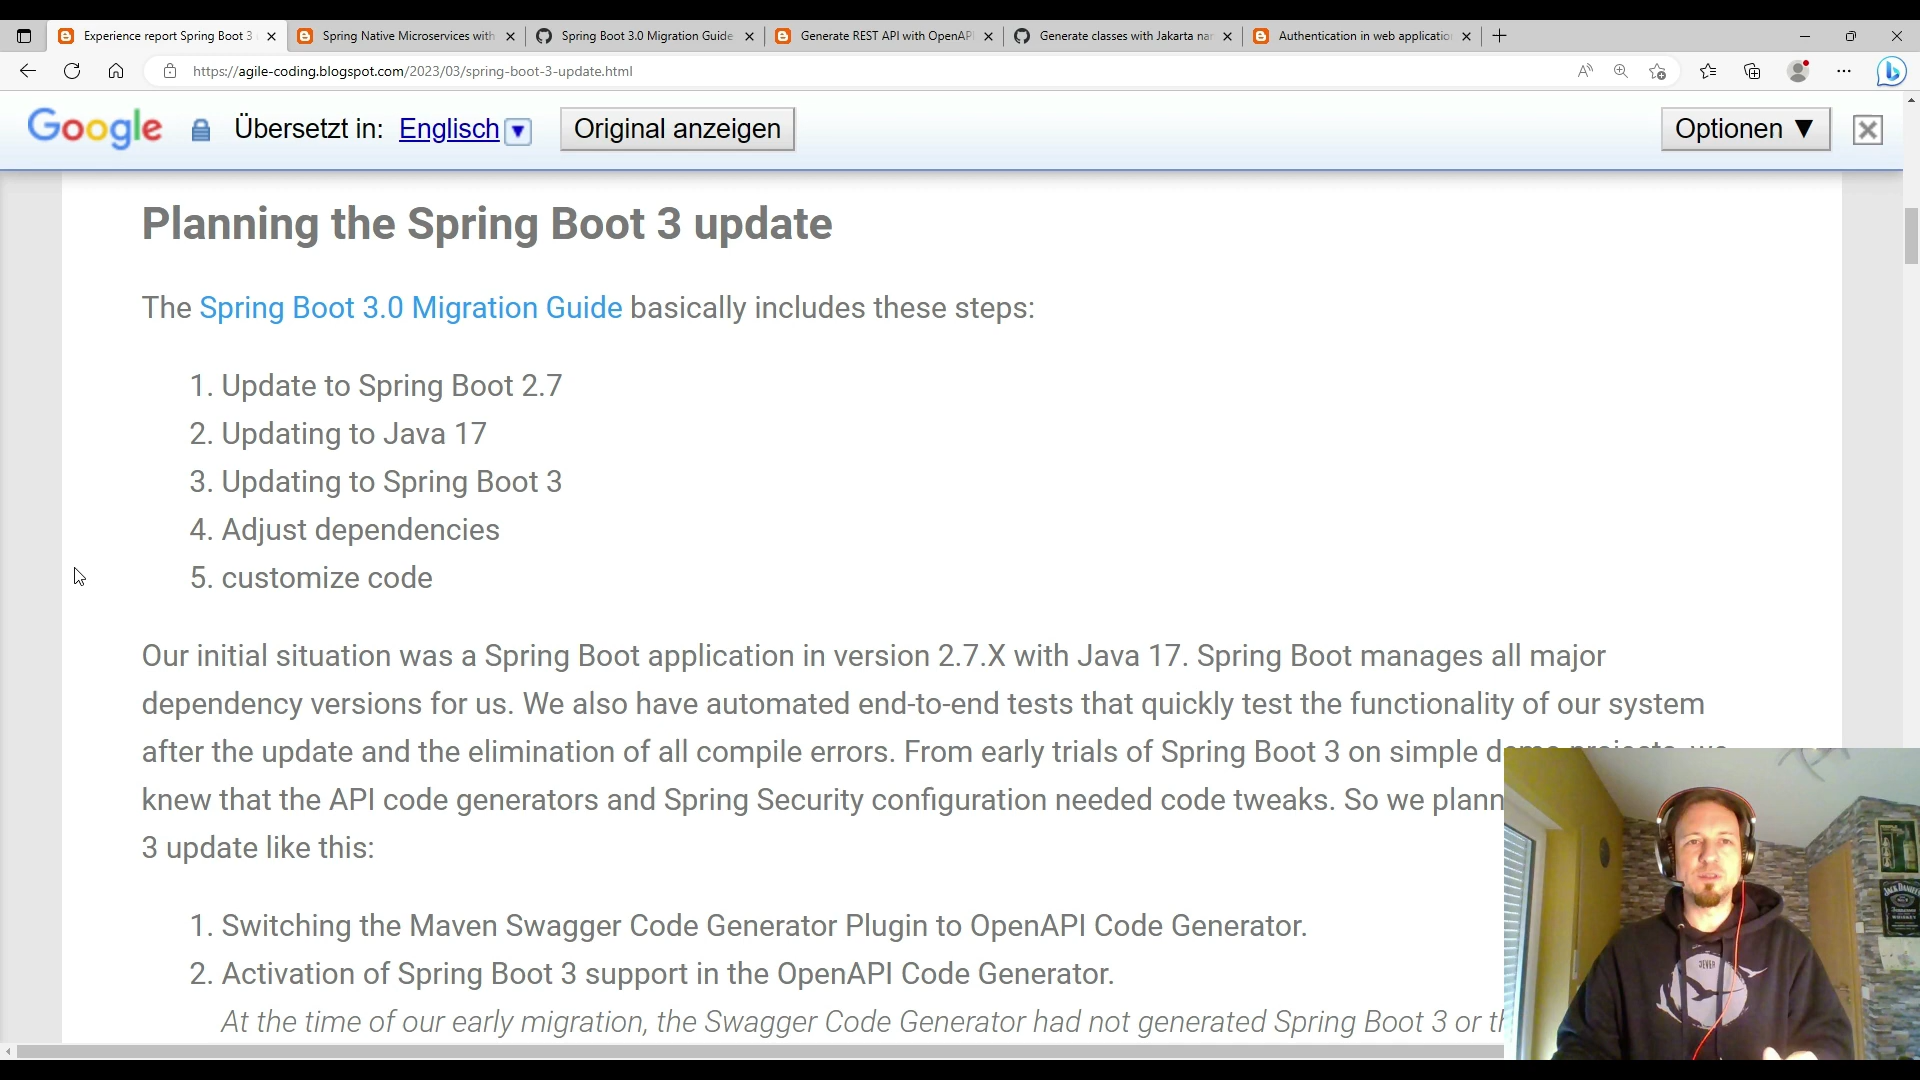 Experience report Spring Boot 3
Spring Native Microservices with
Spring Boot 3.0 Migration Guide
Generate REST API with OpenAPI
Generate classes with Jakarta nam
Authentication in web application
https://agile-coding.blogspot.com/2023/03/spring-boot-3-update.html
Google Übersetzt in: Englisch ▼ Original anzeigen Optionen ▼
Planning the Spring Boot 3 update
The Spring Boot 3.0 Migration Guide basically includes these steps:
1. Update to Spring Boot 2.7
2. Updating to Java 17
3. Updating to Spring Boot 3
4. Adjust dependencies
5. customize code
Our initial situation was a Spring Boot application in version 2.7.X with Java 17. Spring Boot manages all major
dependency versions for us. We also have automated end-to-end tests that quickly test the functionality of our system
after the update and the elimination of all compile errors. From early trials of Spring Boot 3 on simple demo projects, we
knew that the API code generators and Spring Security configuration needed code tweaks. So we plann
3 update like this:
1. Switching the Maven Swagger Code Generator Plugin to OpenAPI Code Generator.
2. Activation of Spring Boot 3 support in the OpenAPI Code Generator.
At the time of our early migration, the Swagger Code Generator had not generated Spring Boot 3 or th
JACK DANIEL'S
WHISKEY